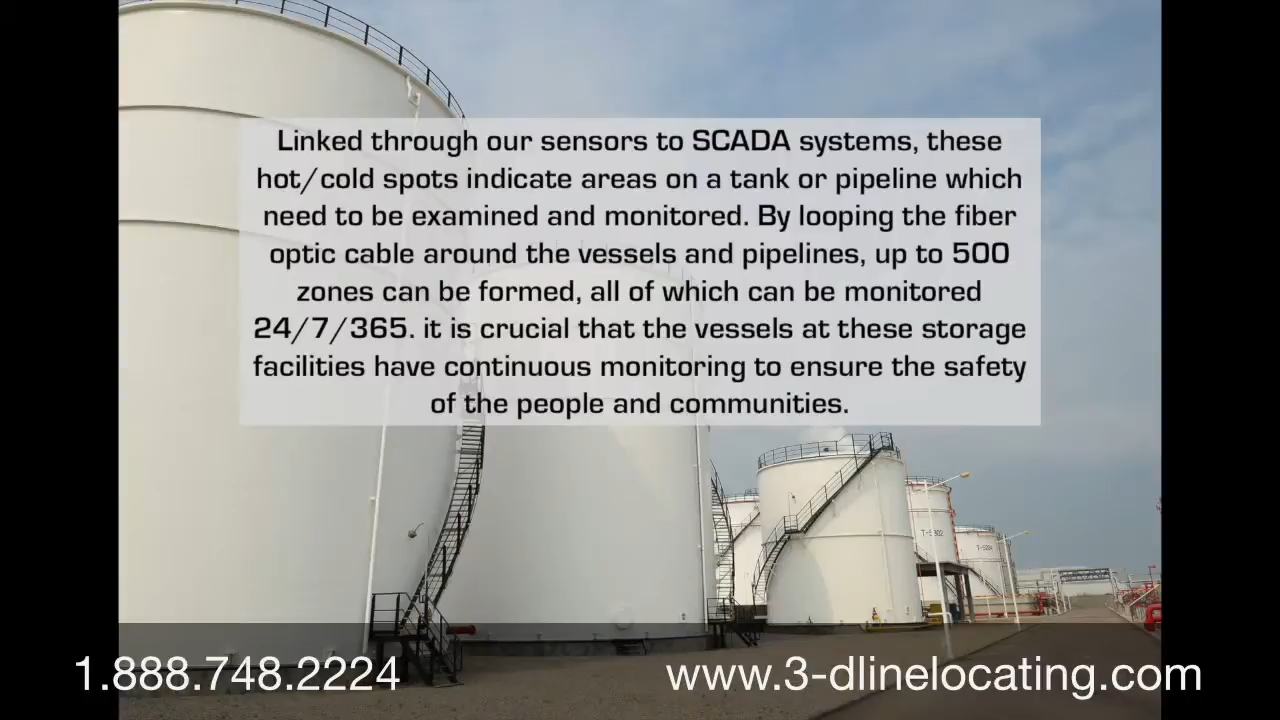 Linked through our sensors to SCADA systems, these
hot/cold spots indicate areas on a tank or pipeline which
need to be examined and monitored. By looping the fiber
optic cable around the vessels and pipelines, up to 500
zones can be formed, all of which can be monitored
24/7/365. it is crucial that the vessels at these storage
facilities have continuous monitoring to ensure the safety
of the people and communities.
T-5202
T-5204
1.888.748.2224
www.3-dlinelocating.com